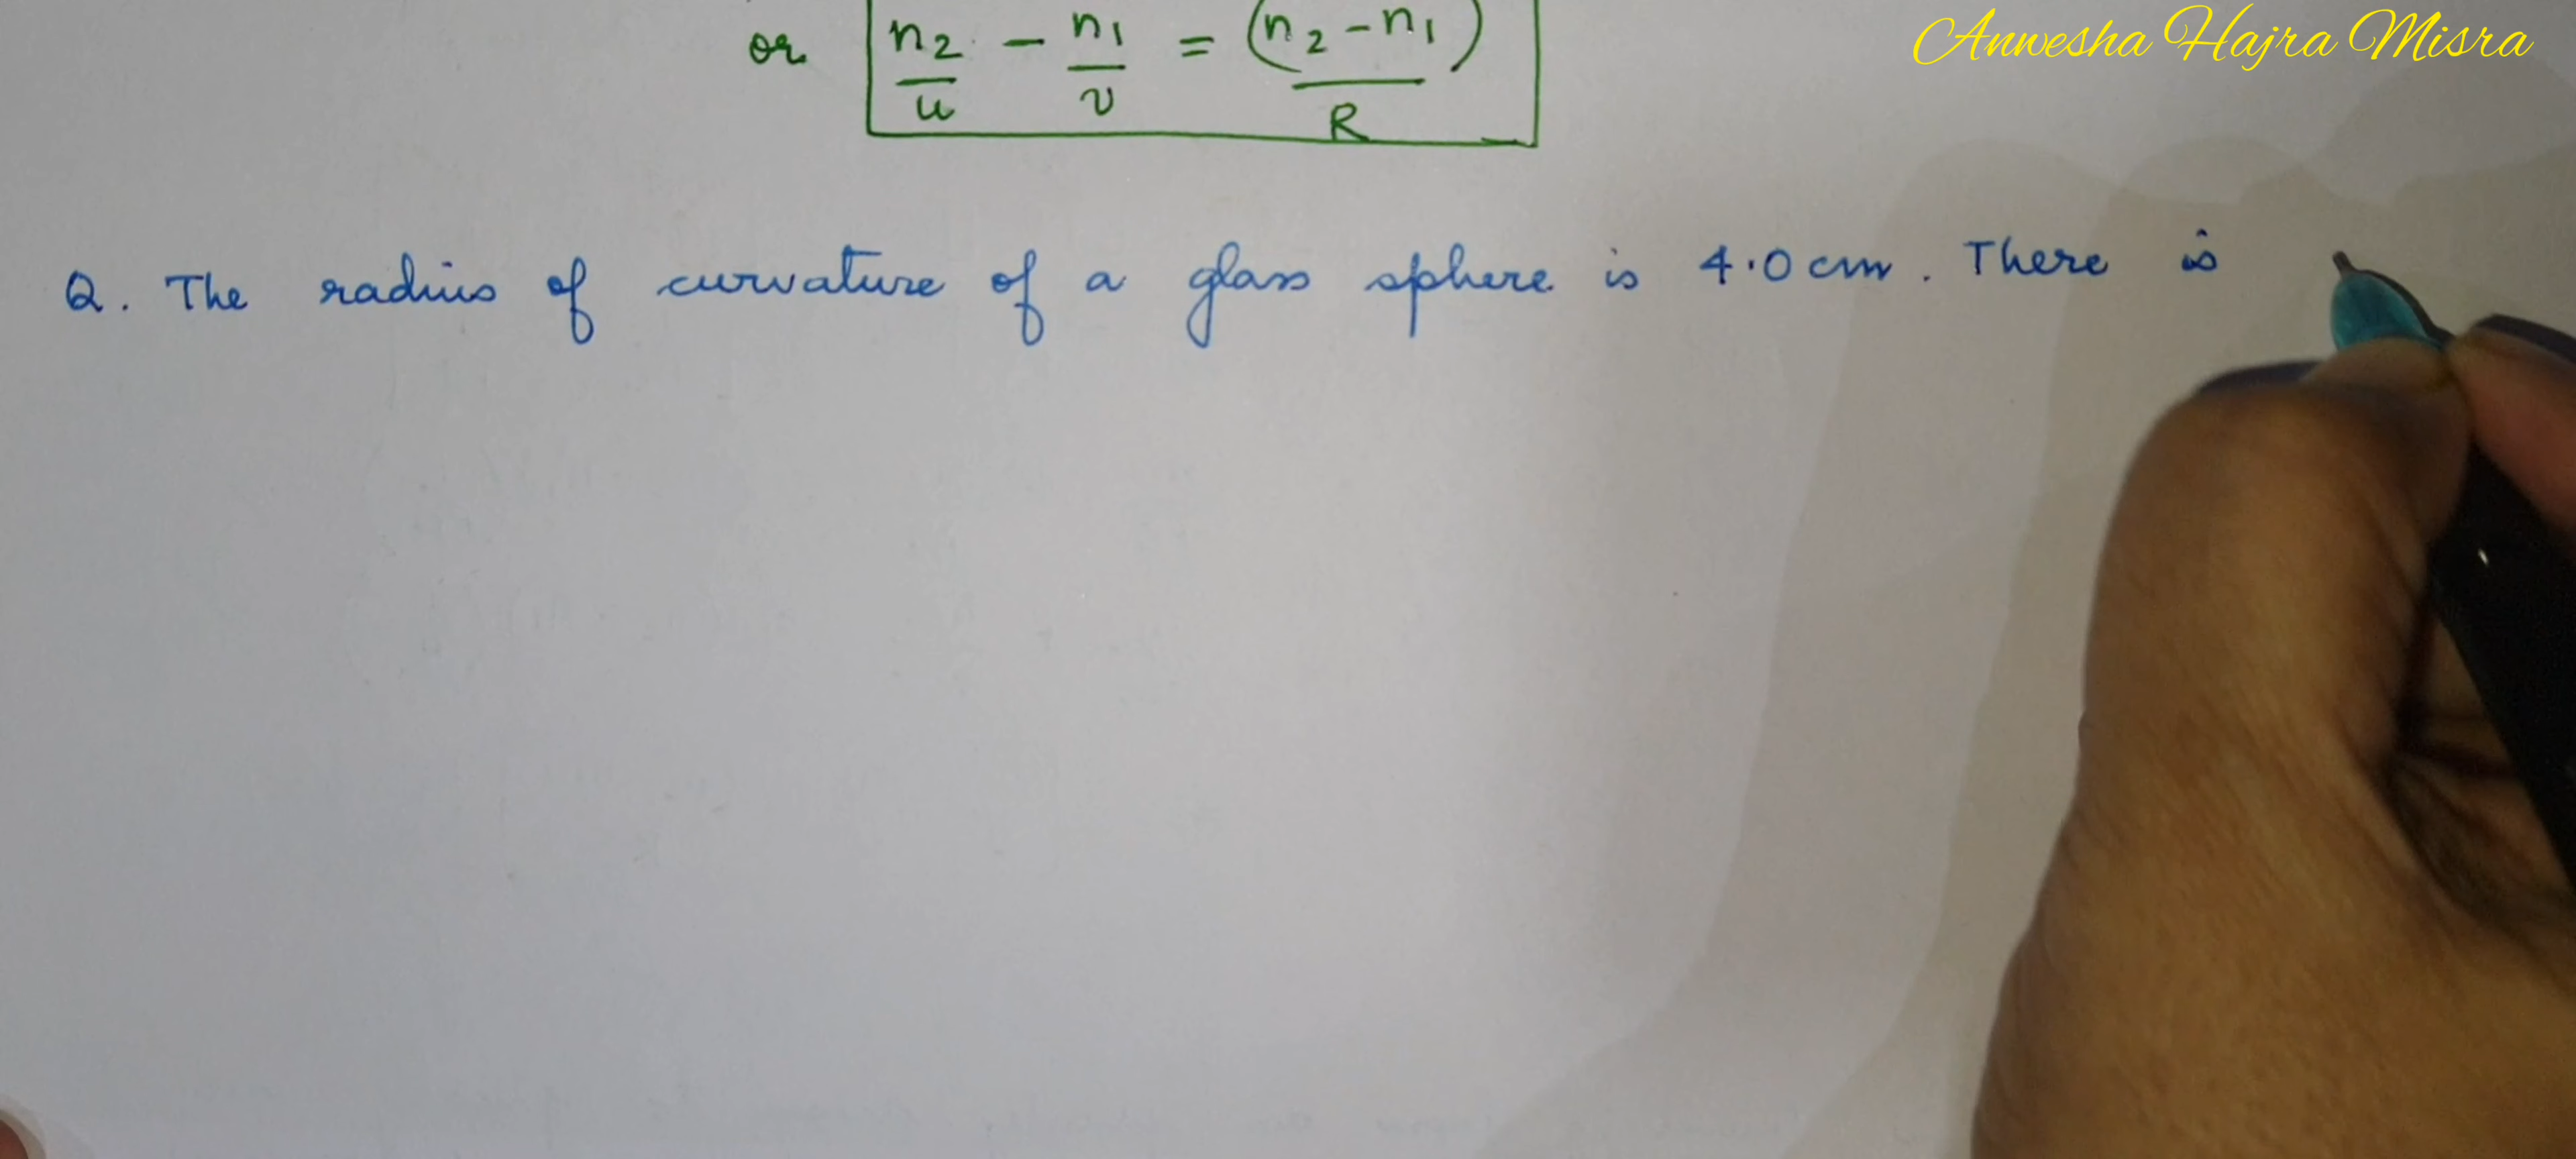 Anwesha Hajra Misra
or n₂/u - n₁/v = (n₂ - n₁)/R
Q. The radius of curvature of a glass sphere is 4.0 cm. There is